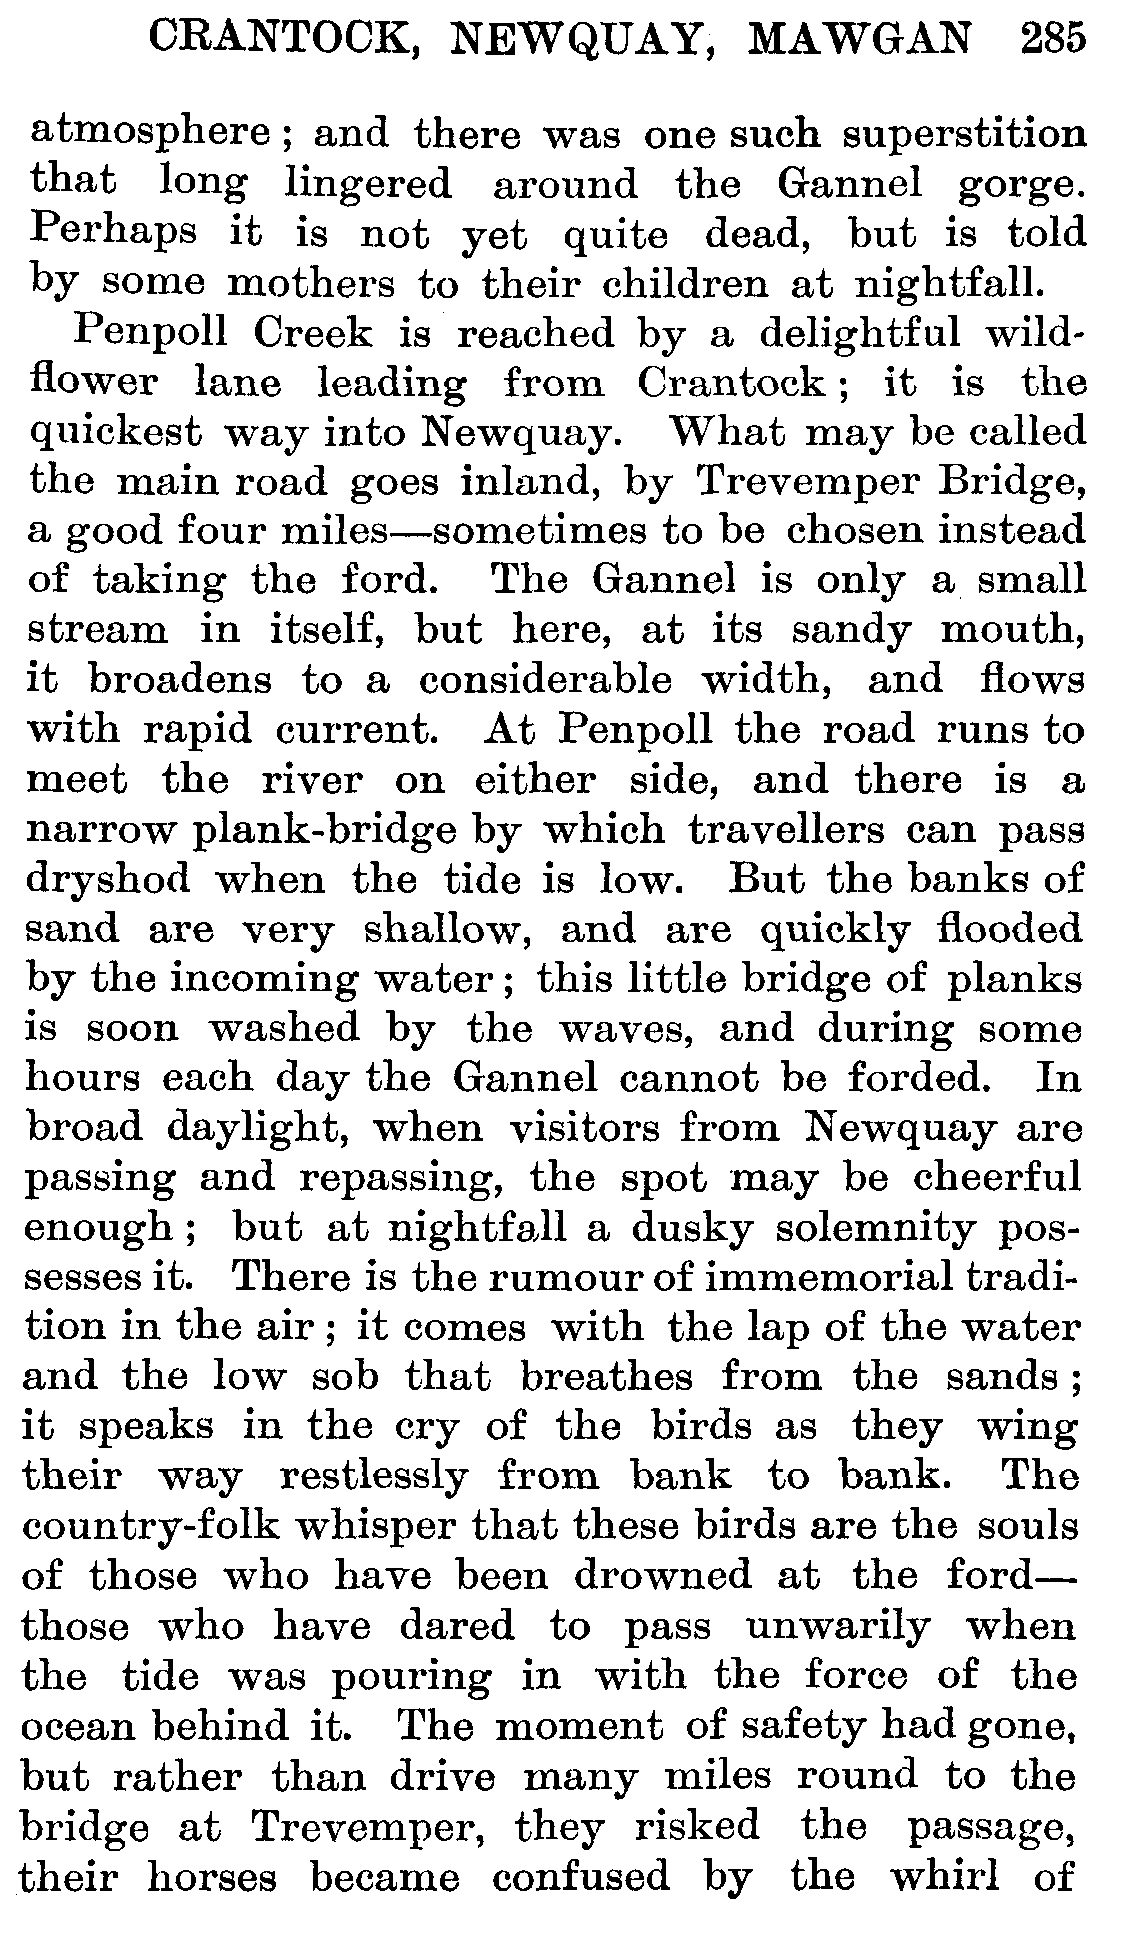 CRANTOCK, NEWQUAY, MAWGAN 285
atmosphere; and there was one such superstition
that long lingered around the Gannel gorge.
Perhaps it is not yet quite dead, but is told
by some mothers to their children at nightfall.
Penpoll Creek is reached by a delightful wild-
flower lane leading from Crantock; it is the
quickest way into Newquay. What may be called
the main road goes inland, by Trevemper Bridge,
a good four miles—sometimes to be chosen instead
of taking the ford. The Gannel is only a small
stream in itself, but here, at its sandy mouth,
it broadens to a considerable width, and flows
with rapid current. At Penpoll the road runs to
meet the river on either side, and there is a
narrow plank-bridge by which travellers can pass
dryshod when the tide is low. But the banks of
sand are very shallow, and are quickly flooded
by the incoming water; this little bridge of planks
is soon washed by the waves, and during some
hours each day the Gannel cannot be forded. In
broad daylight, when visitors from Newquay are
passing and repassing, the spot may be cheerful
enough; but at nightfall a dusky solemnity pos-
sesses it. There is the rumour of immemorial tradi-
tion in the air; it comes with the lap of the water
and the low sob that breathes from the sands;
it speaks in the cry of the birds as they wing
their way restlessly from bank to bank. The
country-folk whisper that these birds are the souls
of those who have been drowned at the ford—
those who have dared to pass unwarily when
the tide was pouring in with the force of the
ocean behind it. The moment of safety had gone,
but rather than drive many miles round to the
bridge at Trevemper, they risked the passage,
their horses became confused by the whirl of